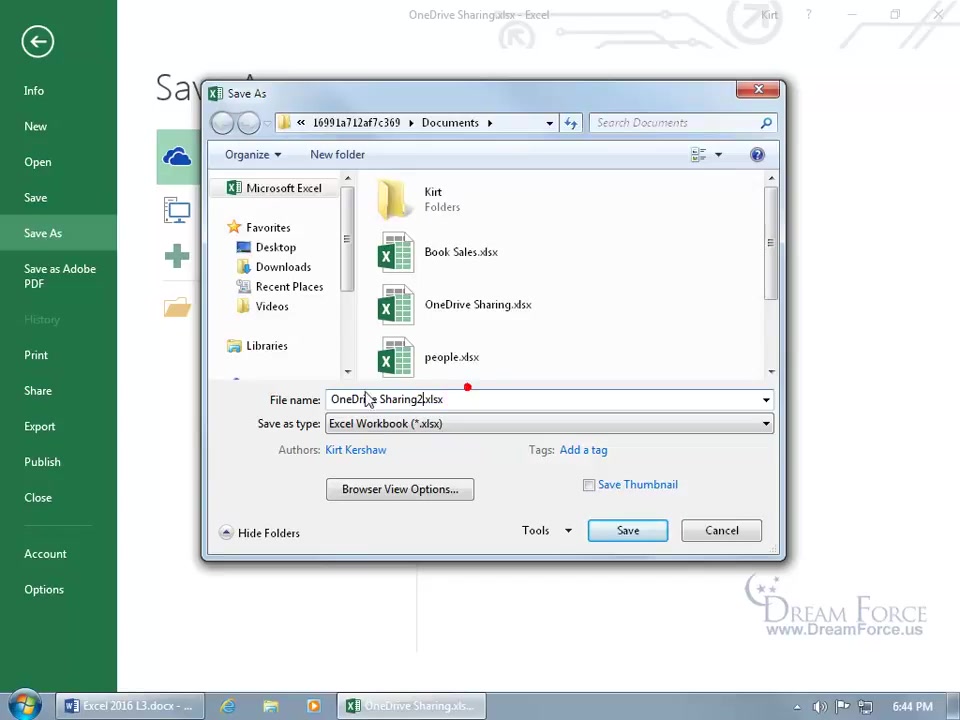 OneDrive Sharing.xlsx - Excel
Kirt
?
Info
New
Open
Save
Save As
Save as Adobe
PDF
History
Print
Share
Export
Publish
Close
Account
Options
Save As
« 16991a712af7c369 Documents
Search Documents
Organize
New folder
?
Microsoft Excel
Favorites
Desktop
Downloads
Recent Places
Videos
Libraries
Kirt
Folders
Book Sales.xlsx
OneDrive Sharing.xlsx
people.xlsx
File name: OneDrive Sharing2.xlsx
Save as type: Excel Workbook (*.xlsx)
Authors: Kirt Kershaw
Tags: Add a tag
Browser View Options...
Save Thumbnail
Hide Folders
Tools
Save
Cancel
DREAM FORCE
www.DreamForce.us
Excel 2016 L3.docx - ...
OneDrive Sharing.xls...
6:44 PM